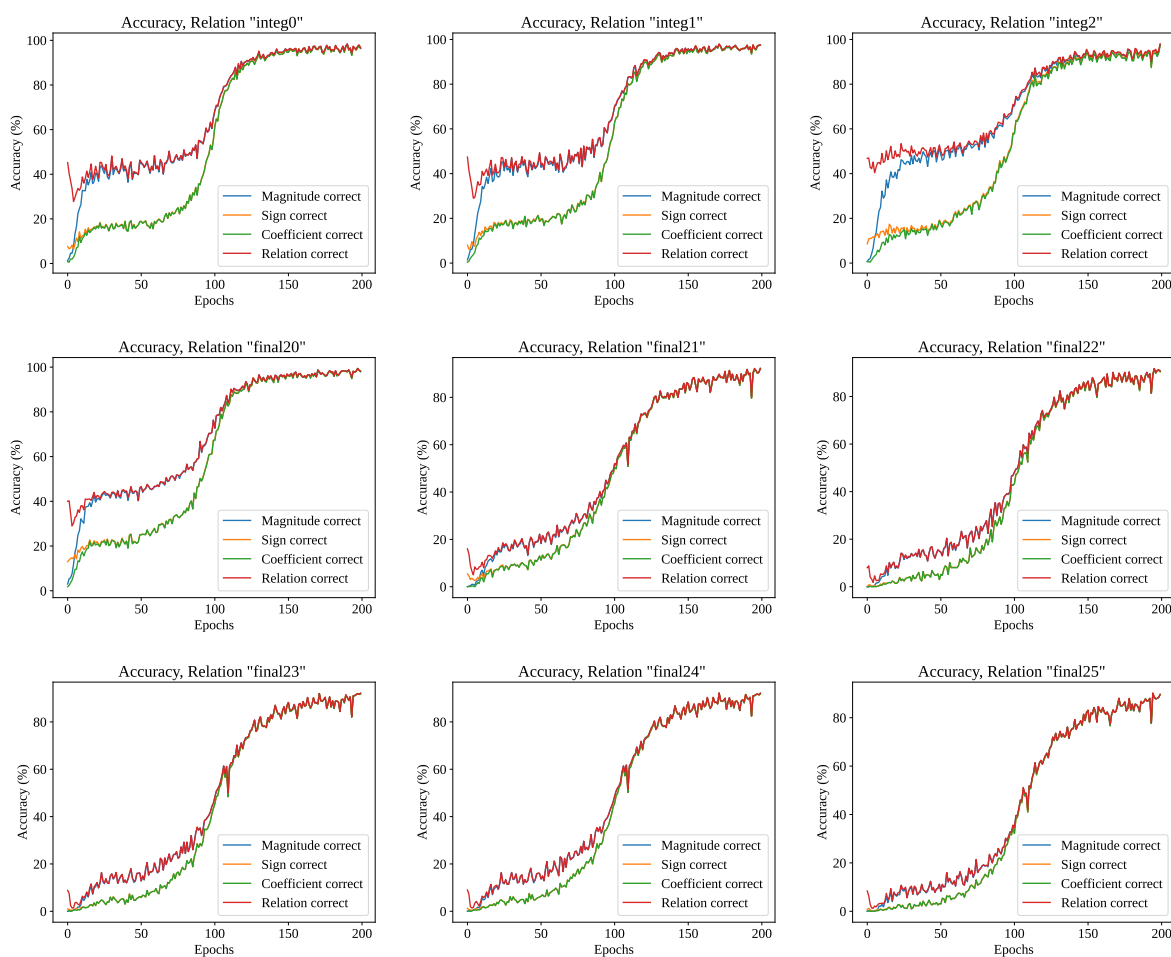 Accuracy, Relation "integ0"
Accuracy (%)
100
80
60
40
20
0
Magnitude correct
Sign correct
Coefficient correct
Relation correct
0 50 100 150 200
Epochs
Accuracy, Relation "integ1"
Accuracy (%)
100
80
60
40
20
0
Magnitude correct
Sign correct
Coefficient correct
Relation correct
0 50 100 150 200
Epochs
Accuracy, Relation "integ2"
Accuracy (%)
100
80
60
40
20
0
Magnitude correct
Sign correct
Coefficient correct
Relation correct
0 50 100 150 200
Epochs
Accuracy, Relation "final20"
Accuracy (%)
100
80
60
40
20
0
Magnitude correct
Sign correct
Coefficient correct
Relation correct
0 50 100 150 200
Epochs
Accuracy, Relation "final21"
Accuracy (%)
80
60
40
20
0
Magnitude correct
Sign correct
Coefficient correct
Relation correct
0 50 100 150 200
Epochs
Accuracy, Relation "final22"
Accuracy (%)
80
60
40
20
0
Magnitude correct
Sign correct
Coefficient correct
Relation correct
0 50 100 150 200
Epochs
Accuracy, Relation "final23"
Accuracy (%)
80
60
40
20
0
Magnitude correct
Sign correct
Coefficient correct
Relation correct
0 50 100 150 200
Epochs
Accuracy, Relation "final24"
Accuracy (%)
80
60
40
20
0
Magnitude correct
Sign correct
Coefficient correct
Relation correct
0 50 100 150 200
Epochs
Accuracy, Relation "final25"
Accuracy (%)
80
60
40
20
0
Magnitude correct
Sign correct
Coefficient correct
Relation correct
0 50 100 150 200
Epochs